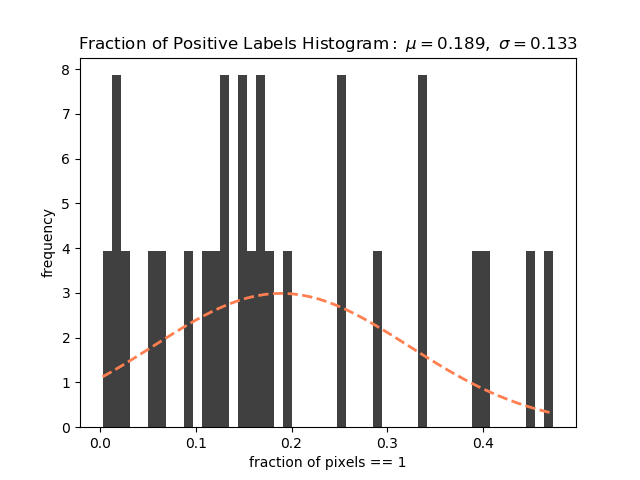 Fraction of Positive Labels Histogram: μ = 0.189, σ = 0.133
8
7
6
5
4
3
2
1
0
frequency
0.0 0.1 0.2 0.3 0.4
fraction of pixels == 1